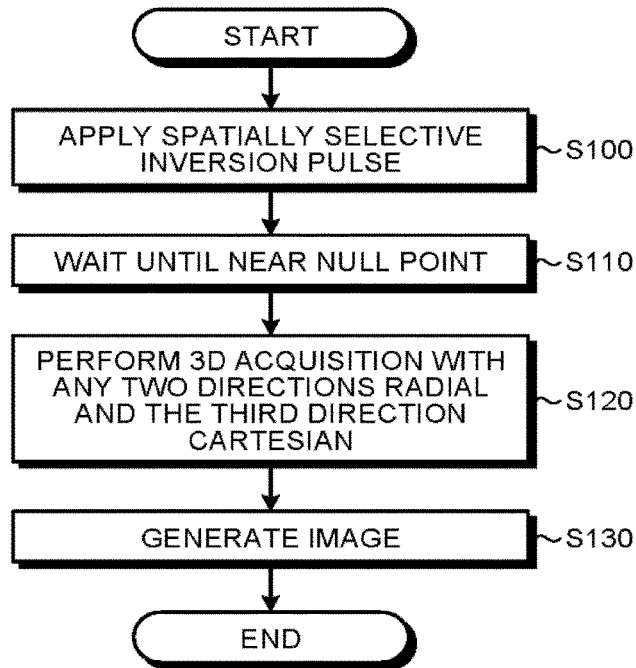 START
APPLY SPATIALLY SELECTIVE
INVERSION PULSE
S100
WAIT UNTIL NEAR NULL POINT
S110
PERFORM 3D ACQUISITION WITH
ANY TWO DIRECTIONS RADIAL
AND THE THIRD DIRECTION
CARTESIAN
S120
GENERATE IMAGE
S130
END